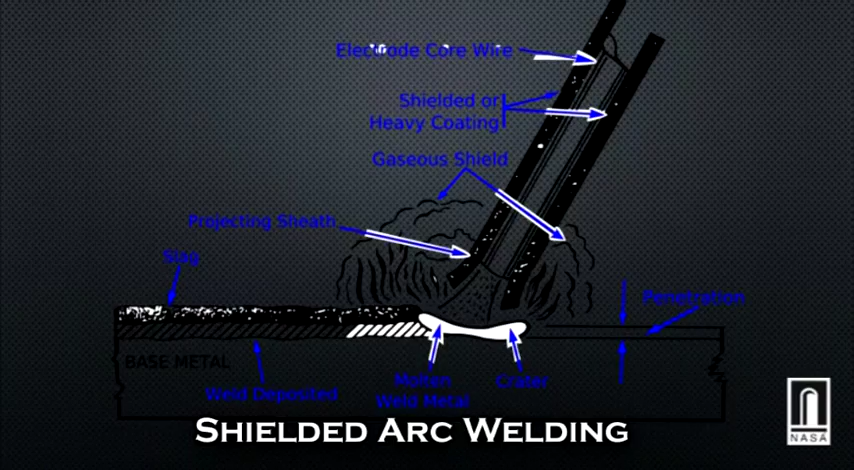 Electrode Core Wire
Shielded or
Heavy Coating
Gaseous Shield
Projecting Sheath
Slag
Penetration
BASE METAL
Weld Deposited
Molten
Weld Metal
Crater
SHIELDED ARC WELDING
NASA